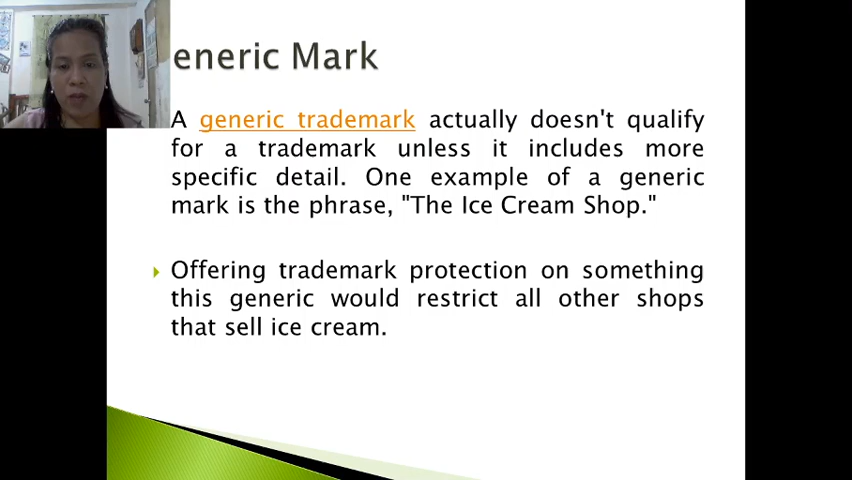 eneric Mark
A generic trademark actually doesn't qualify
for a trademark unless it includes more
specific detail. One example of a generic
mark is the phrase, "The Ice Cream Shop."
Offering trademark protection on something
this generic would restrict all other shops
that sell ice cream.